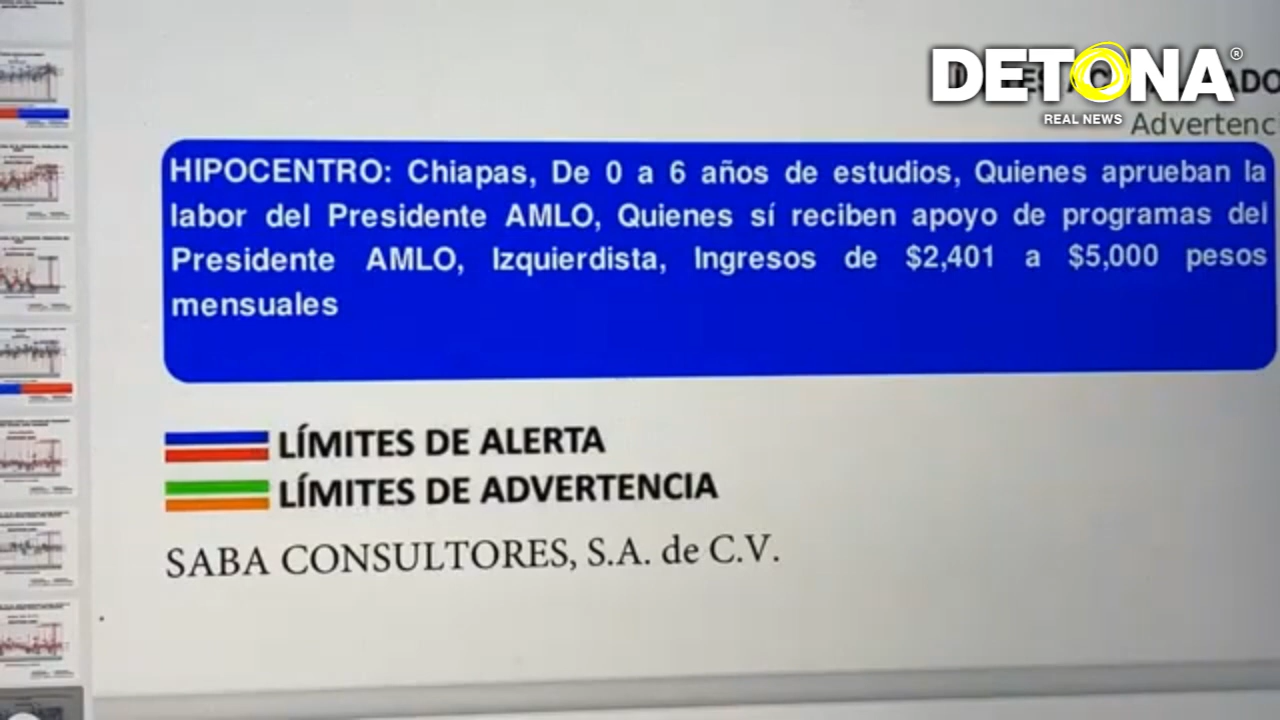 DETONA®
REAL NEWS
Advertenc
HIPOCENTRO: Chiapas, De 0 a 6 años de estudios, Quienes aprueban la
labor del Presidente AMLO, Quienes sí reciben apoyo de programas del
Presidente AMLO, Izquierdista, Ingresos de $2,401 a $5,000 pesos
mensuales
LÍMITES DE ALERTA
LÍMITES DE ADVERTENCIA
SABA CONSULTORES, S.A. de C.V.